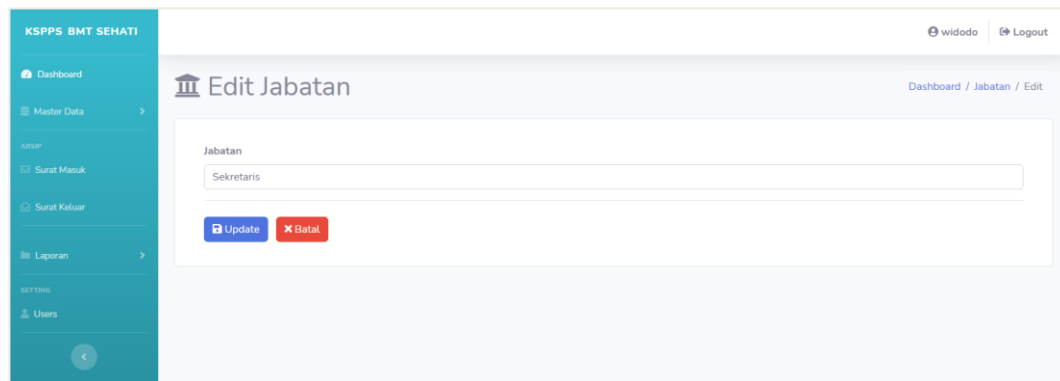 KSPPS BMT SEHATI
widodo
Logout
Dashboard
Master Data
ARSIP
Surat Masuk
Surat Keluar
Laporan
SETTING
Users
Edit Jabatan
Dashboard / Jabatan / Edit
Jabatan
Sekretaris
Update
Batal